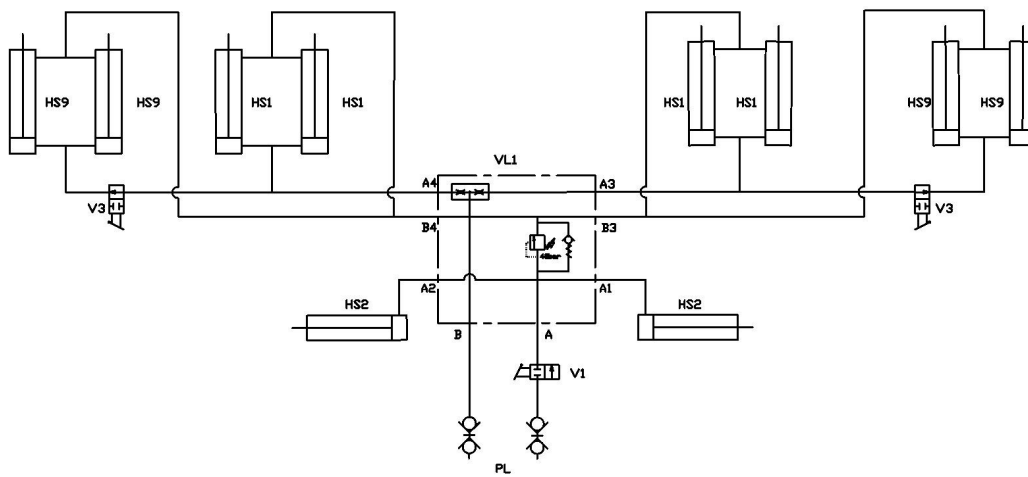 HS9 HS9 HS1 HS1 HS1 HS1 HS9 HS9
VL1
A4 A3
V3 V3
B4 B3
A2 A1
HS2 HS2
B A
V1
PL